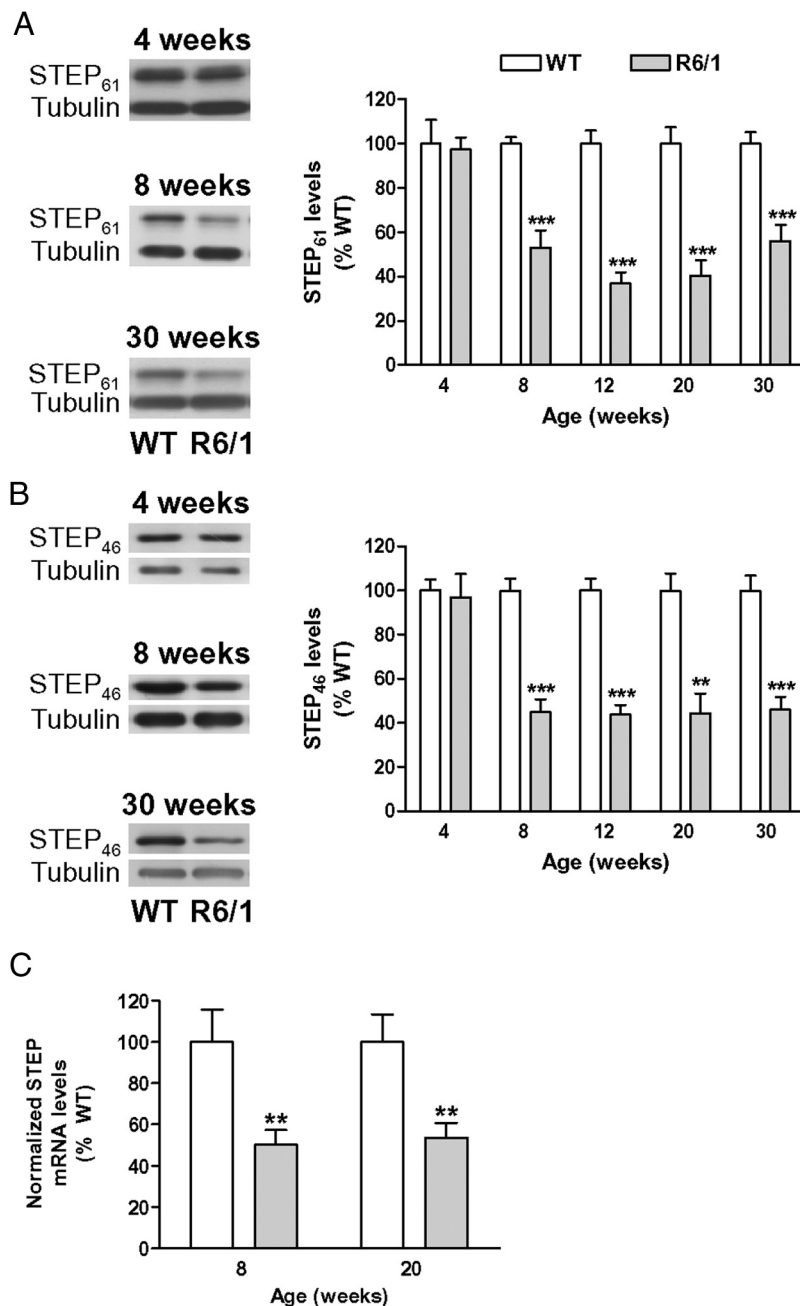 A
4 weeks
STEP61
Tubulin
8 weeks
STEP61
Tubulin
30 weeks
STEP61
Tubulin
WT R6/1
WT
R6/1
STEP61 levels
(% WT)
120
100
80
60
40
20
0
***
***
***
***
4 8 12 20 30
Age (weeks)
B
4 weeks
STEP46
Tubulin
8 weeks
STEP46
Tubulin
30 weeks
STEP46
Tubulin
WT R6/1
STEP46 levels
(% WT)
120
100
80
60
40
20
0
***
***
**
***
4 8 12 20 30
Age (weeks)
C
Normalized STEP
mRNA levels
(% WT)
120
100
80
60
40
20
0
**
**
8 20
Age (weeks)